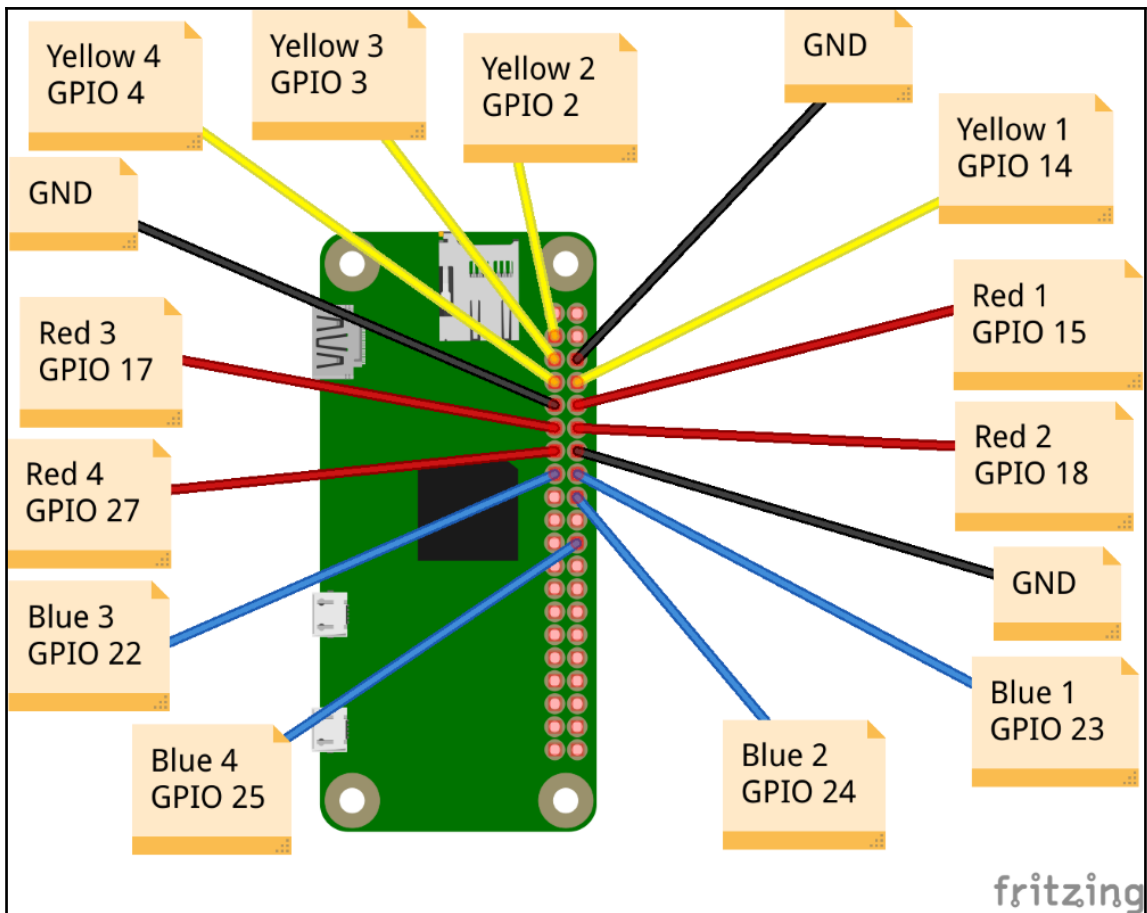 Yellow 4
GPIO 4
Yellow 3
GPIO 3
Yellow 2
GPIO 2
GND
Yellow 1
GPIO 14
GND
Red 1
GPIO 15
Red 3
GPIO 17
Red 2
GPIO 18
Red 4
GPIO 27
GND
Blue 3
GPIO 22
Blue 1
GPIO 23
Blue 4
GPIO 25
Blue 2
GPIO 24
fritzing